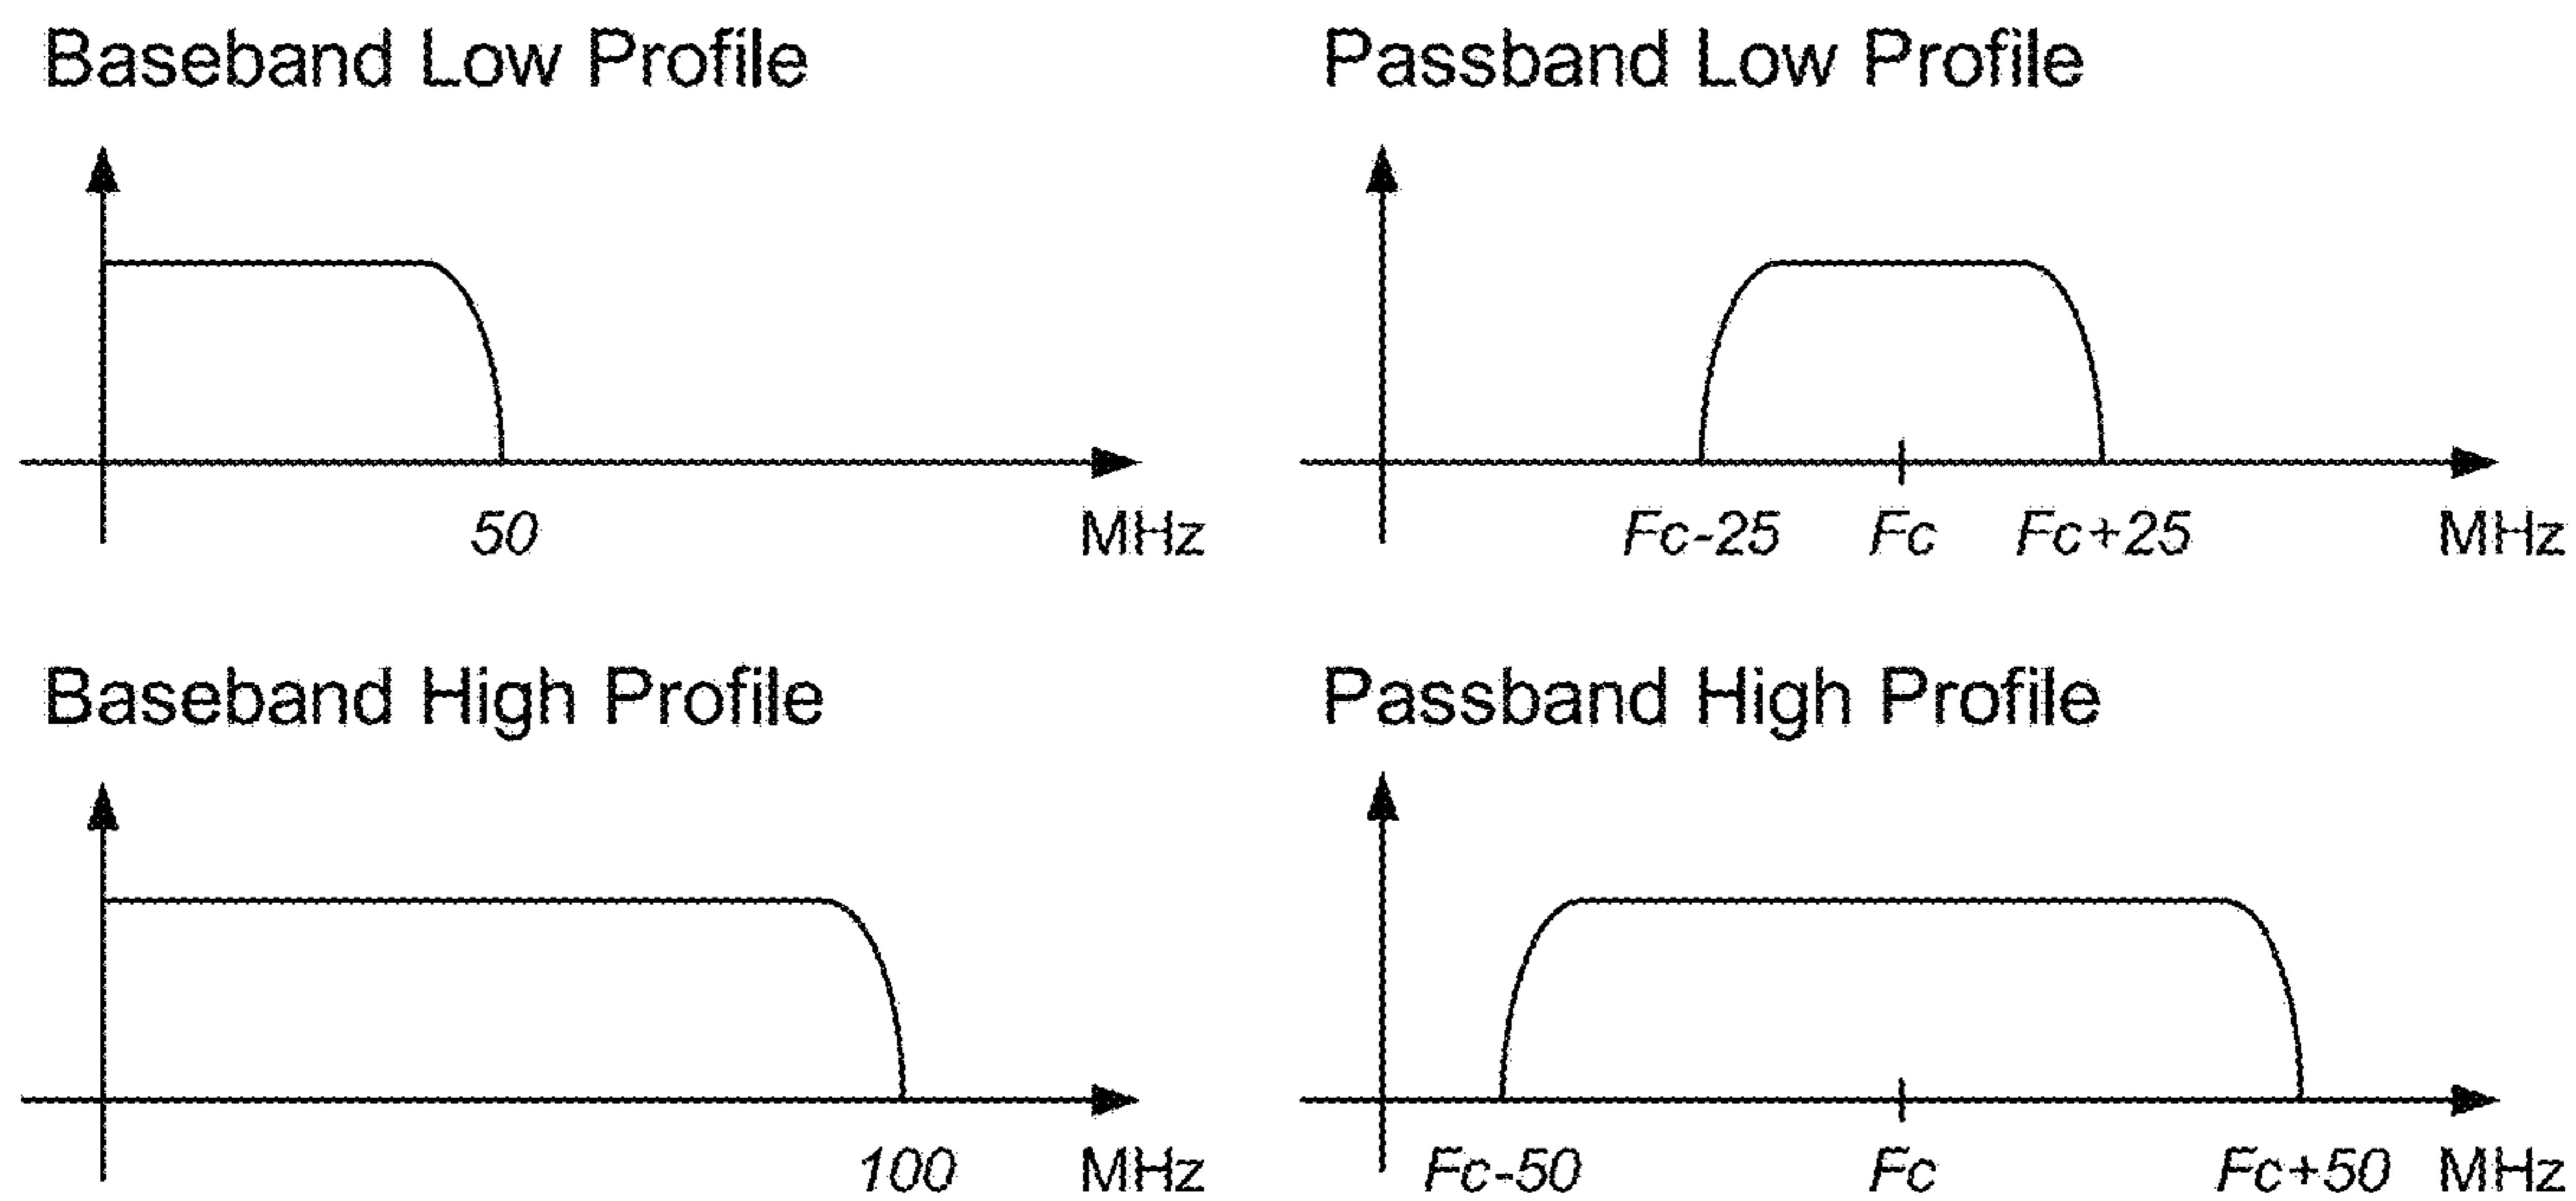 Baseband Low Profile
50
MHz
Passband Low Profile
Fc-25
Fc
Fc+25
MHz
Baseband High Profile
100
MHz
Passband High Profile
Fc-50
Fc
Fc+50
MHz